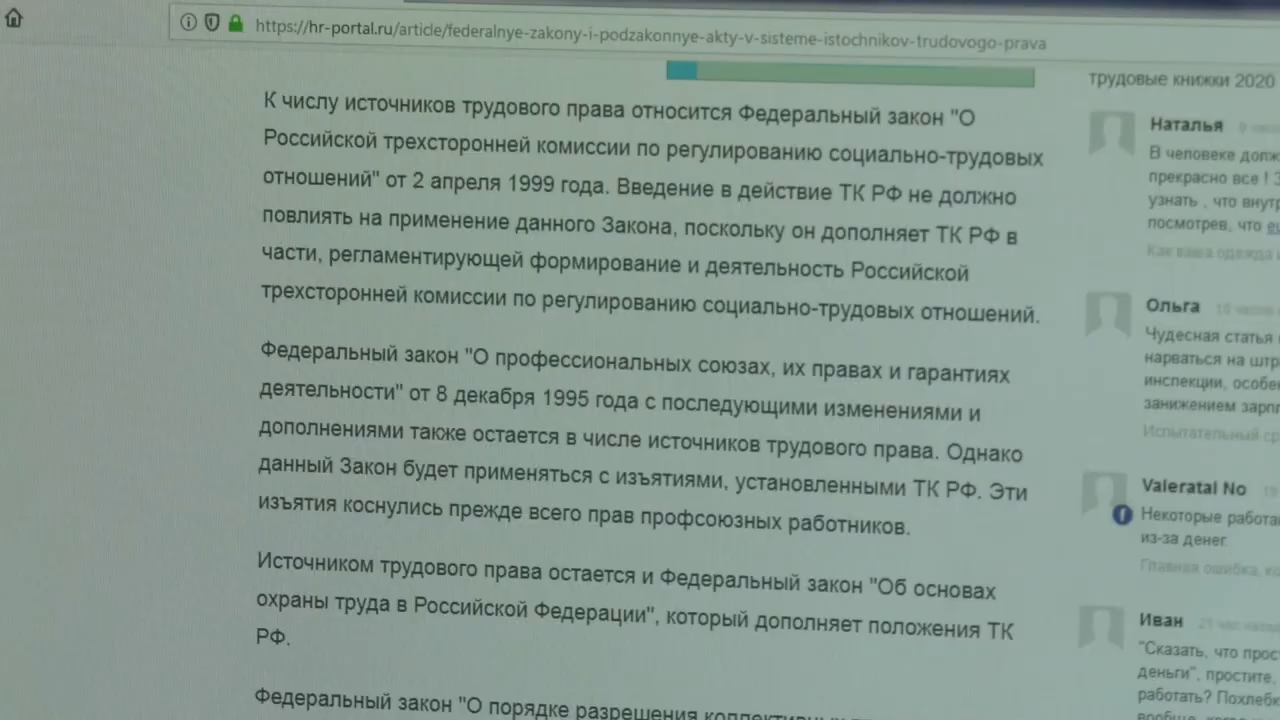 https://hr-portal.ru/article/federalnye-zakony-i-podzakonnye-akty-v-sisteme-istochnikov-trudovogo-prava
К числу источников трудового права относится Федеральный закон "О
Российской трехсторонней комиссии по регулированию социально-трудовых
отношений" от 2 апреля 1999 года. Введение в действие ТК РФ не должно
повлиять на применение данного Закона, поскольку он дополняет ТК РФ в
части, регламентирующей формирование и деятельность Российской
трехсторонней комиссии по регулированию социально-трудовых отношений.
Федеральный закон "О профессиональных союзах, их правах и гарантиях
деятельности" от 8 декабря 1995 года с последующими изменениями и
дополнениями также остается в числе источников трудового права. Однако
данный Закон будет применяться с изъятиями, установленными ТК РФ. Эти
изъятия коснулись прежде всего прав профсоюзных работников.
Источником трудового права остается и Федеральный закон "Об основах
охраны труда в Российской Федерации", который дополняет положения ТК
РФ.
Федеральный закон "О порядке разрешения
трудовые книжки 2020
Наталья
В человеке
прекрасно все !
узнать , что
посмотрев, что
Как ваша одежда
Ольга
Чудесная статья
нарваться на
инспекции,
занижением
Испытательный
Valeratal No
Некоторые
из-за денег.
Главная ошибка,
Иван
"Сказать, что
деньги", простите,
работать?